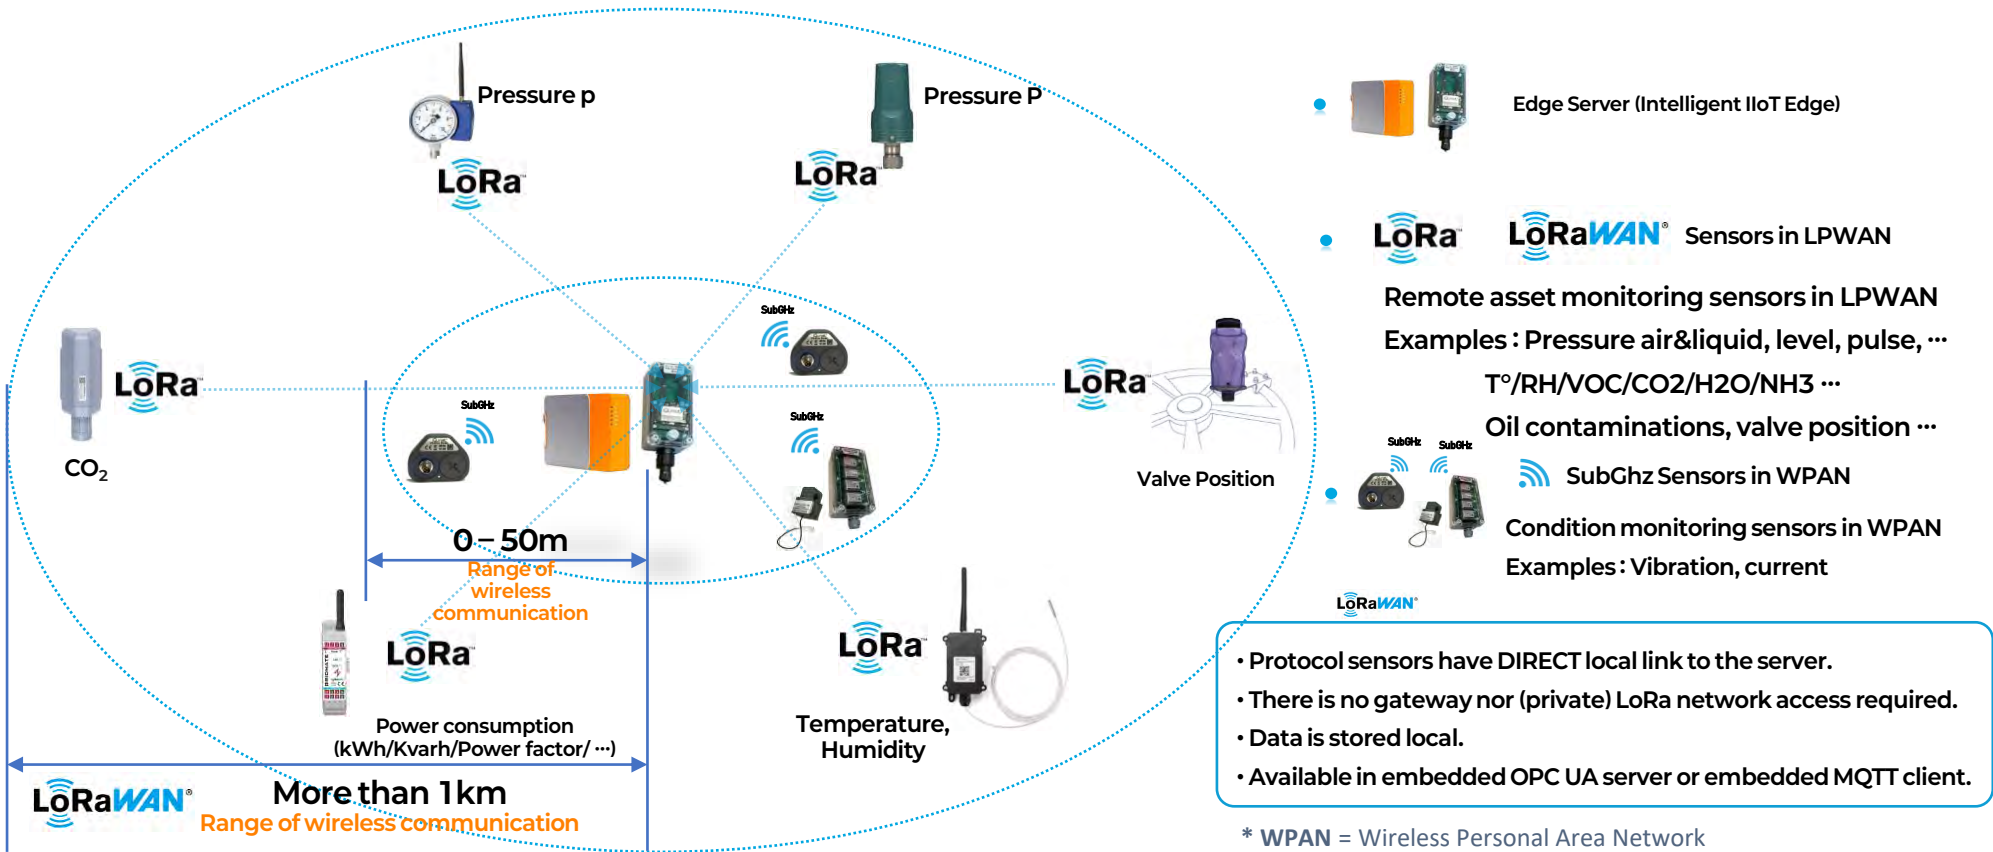 Pressure p
LoRa™
Pressure P
LoRa
SubGHz
LoRa™
CO₂
SubGHz
SubGHz
LoRa™
Valve Position
0 – 50m
Range of
wireless
communication
LoRa™
Power consumption
(kWh/Kvarh/Power factor/ ···)
LoRa™
Temperature,
Humidity
LoRaWAN®
More than 1km
Range of wireless communication
• Edge Server (Intelligent IIoT Edge)
• LoRa LoRaWAN® Sensors in LPWAN
Remote asset monitoring sensors in LPWAN
Examples : Pressure air&liquid, level, pulse, ···
T°/RH/VOC/CO2/H2O/NH3 ···
Oil contaminations, valve position ···
SubGHz SubGHz
• SubGhz Sensors in WPAN
Condition monitoring sensors in WPAN
Examples : Vibration, current
LoRaWAN®
• Protocol sensors have DIRECT local link to the server.
• There is no gateway nor (private) LoRa network access required.
• Data is stored local.
• Available in embedded OPC UA server or embedded MQTT client.
* WPAN = Wireless Personal Area Network